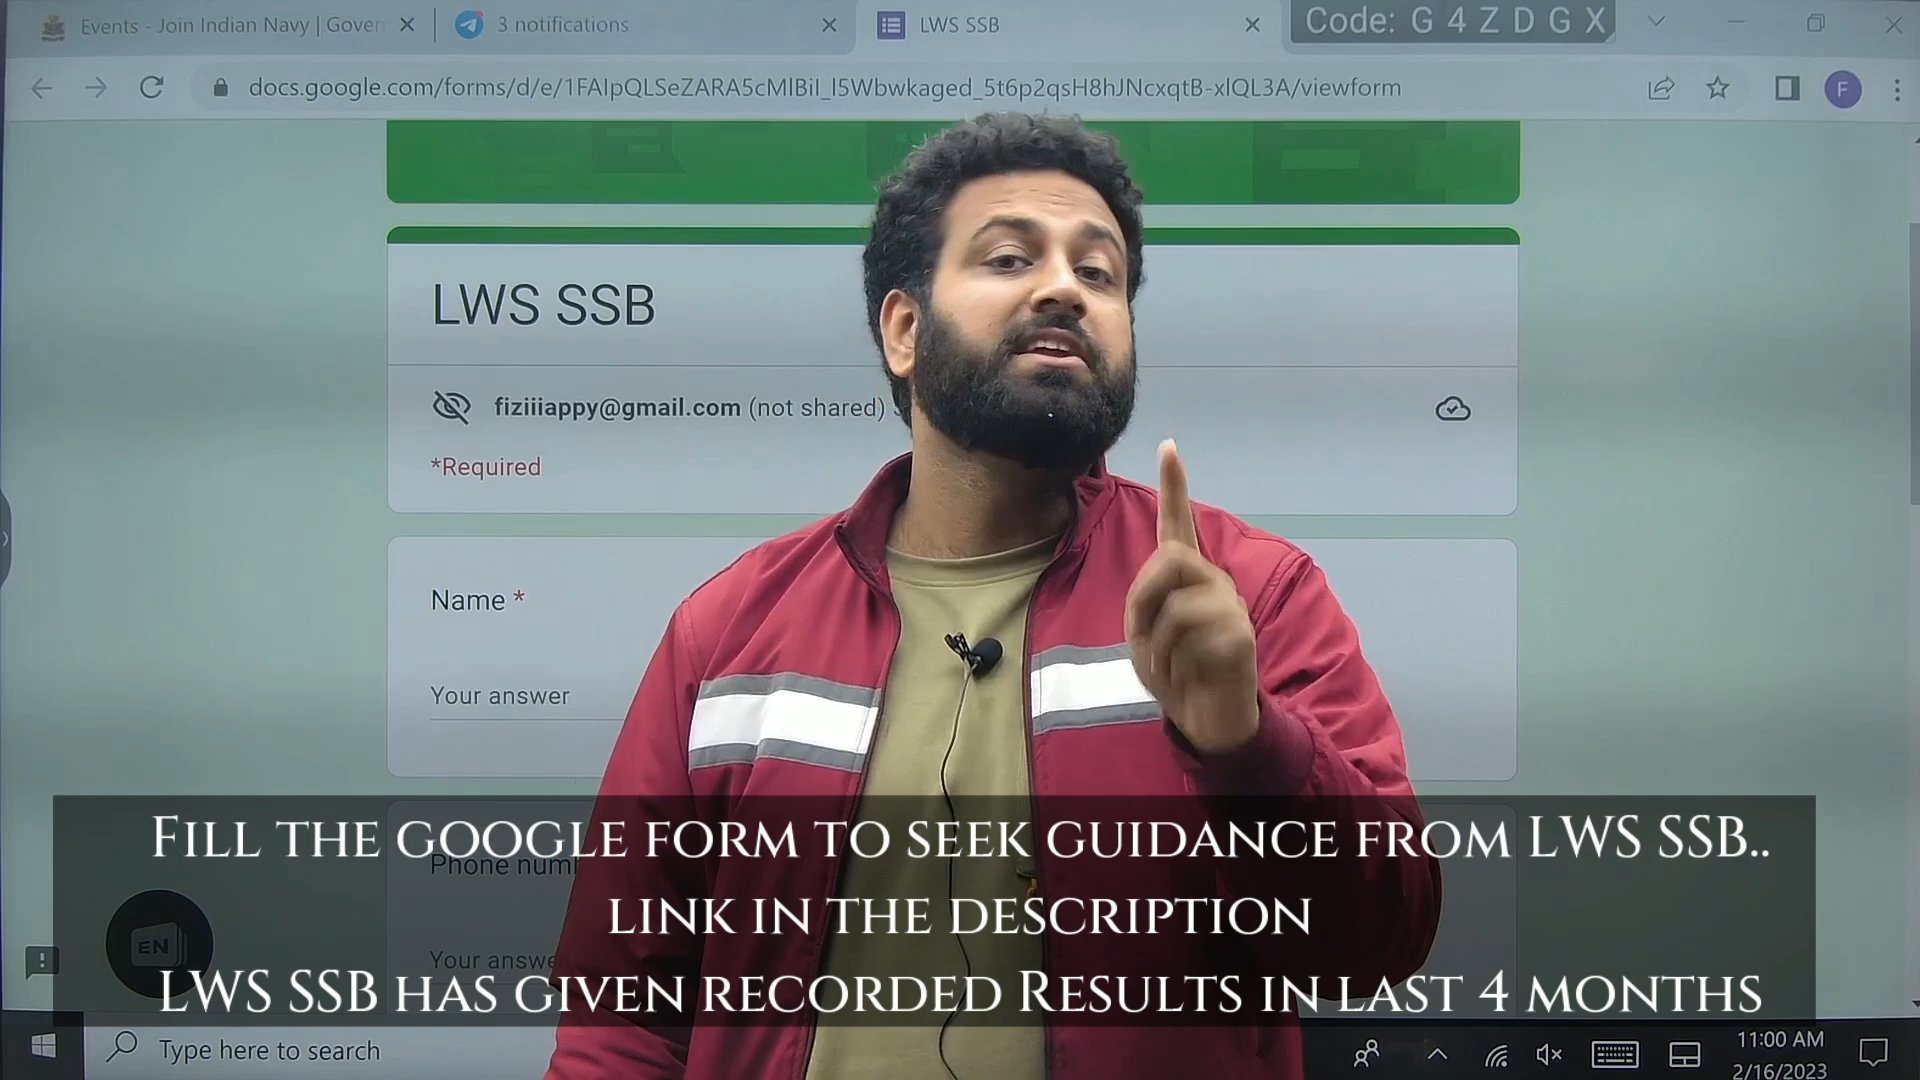 Events - Join Indian Navy | Gover
3 notifications
LWS SSB
Code: G 4 Z D G X
docs.google.com/forms/d/e/1FAIpQLSeZARA5cMlBiI_l5Wbwkaged_5t6p2qsH8hJNcxqtB-xlQL3A/viewform
F
LWS SSB
fiziiiappy@gmail.com (not shared)
*Required
Name *
Your answer
Fill the google form to seek guidance from LWS SSB..
Phone num
link in the description
EN
Your answe
LWS SSB has given recorded Results in last 4 months
Type here to search
11:00 AM
2/16/2023